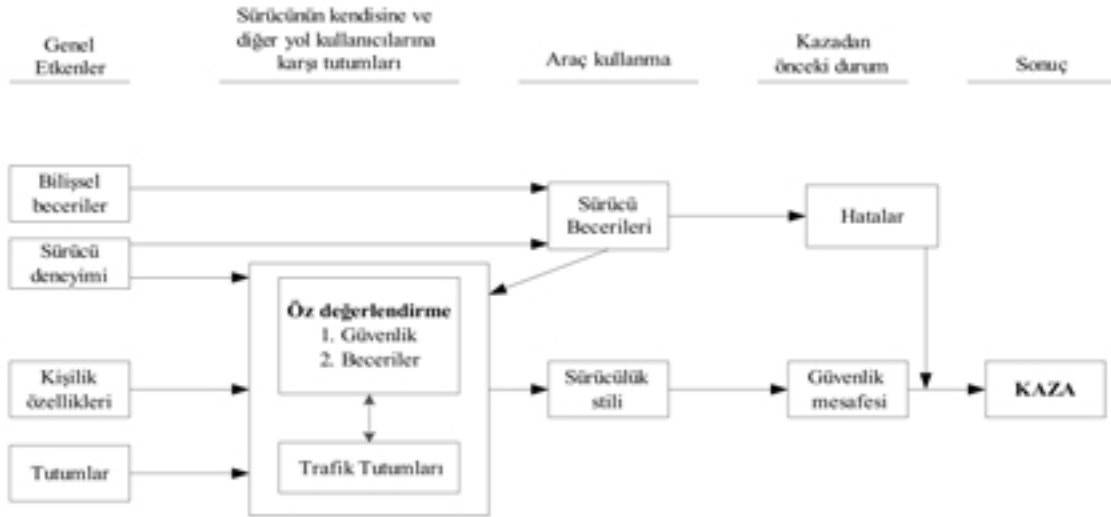 Genel
Etkenler
Sürücünün kendisine ve
diğer yol kullanıcılarına
karşı tutumları
Araç kullanma
Kazadan
önceki durum
Sonuç
Bilişsel
beceriler
Sürücü
deneyimi
Kişilik
özellikleri
Tutumlar
Öz değerlendirme
1. Güvenlik
2. Beceriler
Trafik Tutumları
Sürücü
Becerileri
Sürücülük
stili
Hatalar
Güvenlik
mesafesi
KAZA